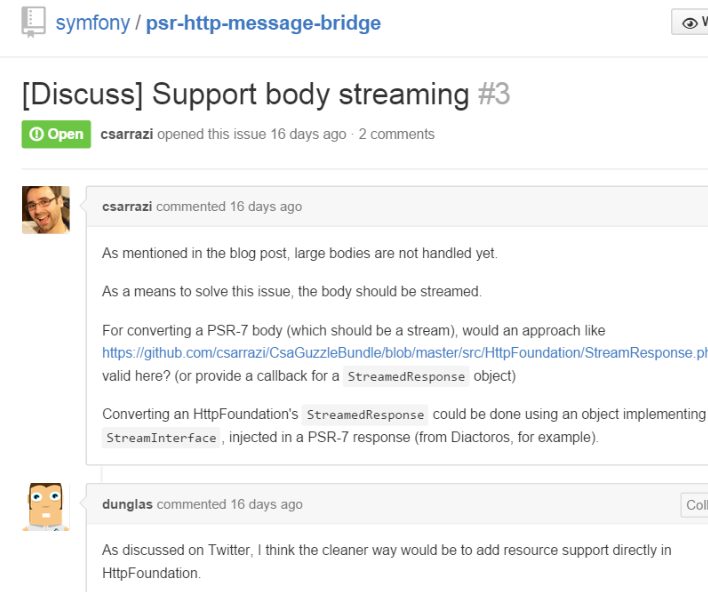 symfony / psr-http-message-bridge
[Discuss] Support body streaming #3
Open csarrazi opened this issue 16 days ago · 2 comments
csarrazi commented 16 days ago
As mentioned in the blog post, large bodies are not handled yet.
As a means to solve this issue, the body should be streamed.
For converting a PSR-7 body (which should be a stream), would an approach like
https://github.com/csarrazi/CsaGuzzleBundle/blob/master/src/HttpFoundation/StreamResponse.ph
valid here? (or provide a callback for a StreamedResponse object)
Converting an HttpFoundation's StreamedResponse could be done using an object implementing
StreamInterface , injected in a PSR-7 response (from Diactoros, for example).
dunglas commented 16 days ago
As discussed on Twitter, I think the cleaner way would be to add resource support directly in
HttpFoundation.